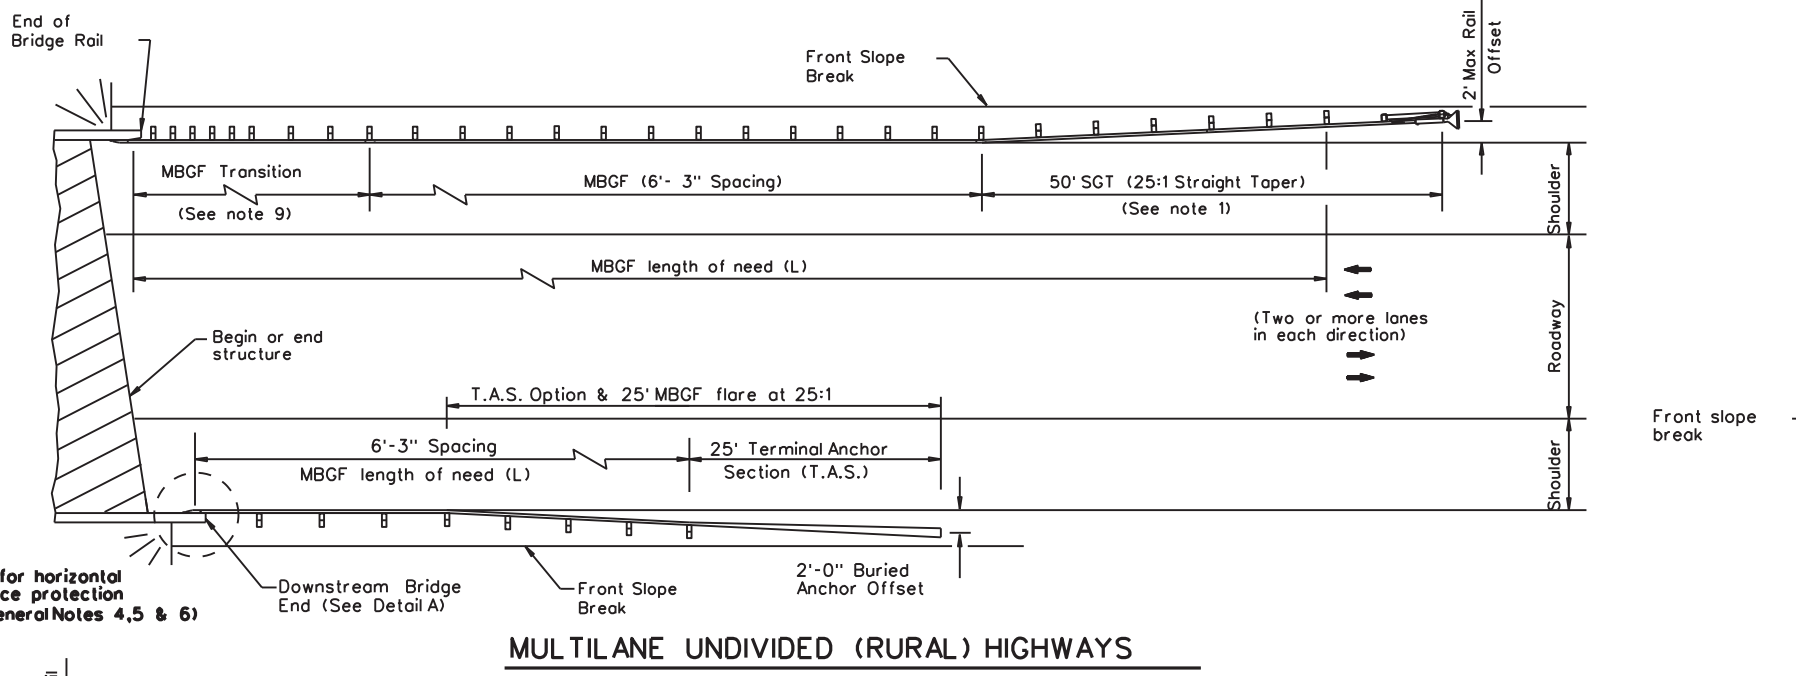 End of
Bridge Rail
Front Slope
Break
2' Max Rail
Offset
MBGF Transition
(See note 9)
MBGF (6'- 3" Spacing)
50' SGT (25:1 Straight Taper)
(See note 1)
Shoulder
MBGF length of need (L)
(Two or more lanes
in each direction)
Roadway
Begin or end
structure
T.A.S. Option & 25' MBGF flare at 25:1
Front slope
break
6'-3" Spacing
MBGF length of need (L)
25' Terminal Anchor
Section (T.A.S.)
Shoulder
for horizontal
ce protection
eneral Notes 4,5 & 6)
Downstream Bridge
End (See Detail A)
Front Slope
Break
2'-0" Buried
Anchor Offset
MULTILANE UNDIVIDED (RURAL) HIGHWAYS